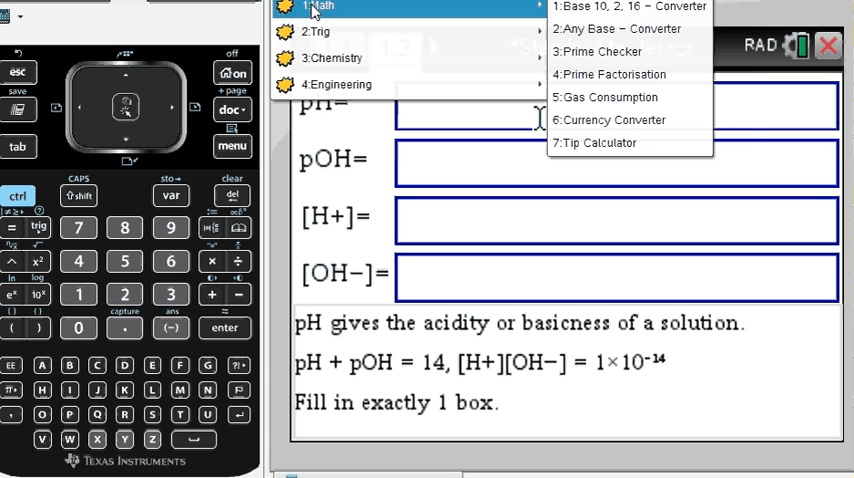 1:Math
2:Trig
3:Chemistry
4:Engineering
1:Base 10, 2, 16 – Converter
2:Any Base – Converter
3:Prime Checker
4:Prime Factorisation
5:Gas Consumption
6:Currency Converter
7:Tip Calculator
1.2
RAD
pH=
pOH=
[H+]=
[OH−]=
pH gives the acidity or basicness of a solution.
pH + pOH = 14, [H+][OH−] = 1×10⁻¹⁴
Fill in exactly 1 box.
off
esc
on
save
+page
doc
tab
menu
CAPS
sto→
clear
ctrl
shift
var
del
= trig 7 8 9
^ x² 4 5 6 × ÷
ln log
eˣ 10ˣ 1 2 3 + −
capture
ans
( ) 0 . (−) enter
EE A B C D E F G ?!
π H I J K L M N
, O P Q R S T U
V W X Y Z
TEXAS INSTRUMENTS